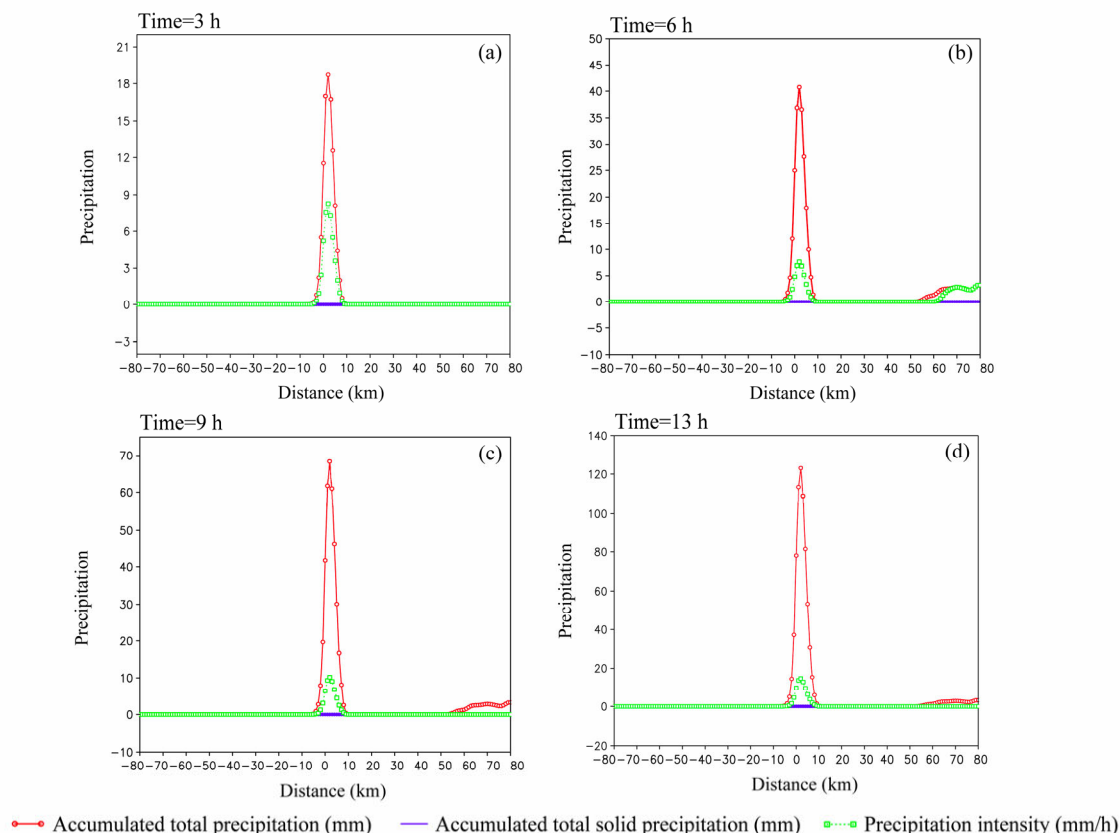 Time=3 h
(a)
21
18
15
12
9
6
3
0
−3
Precipitation
−80−70−60−50−40−30−20−10 0 10 20 30 40 50 60 70 80
Distance (km)
Time=6 h
(b)
50
45
40
35
30
25
20
15
10
5
0
−5
−10
Precipitation
−80−70−60−50−40−30−20−10 0 10 20 30 40 50 60 70 80
Distance (km)
Time=9 h
(c)
70
60
50
40
30
20
10
0
−10
Precipitation
−80−70−60−50−40−30−20−10 0 10 20 30 40 50 60 70 80
Distance (km)
Time=13 h
(d)
140
120
100
80
60
40
20
0
−20
Precipitation
−80−70−60−50−40−30−20−10 0 10 20 30 40 50 60 70 80
Distance (km)
Accumulated total precipitation (mm) Accumulated total solid precipitation (mm) Precipitation intensity (mm/h)